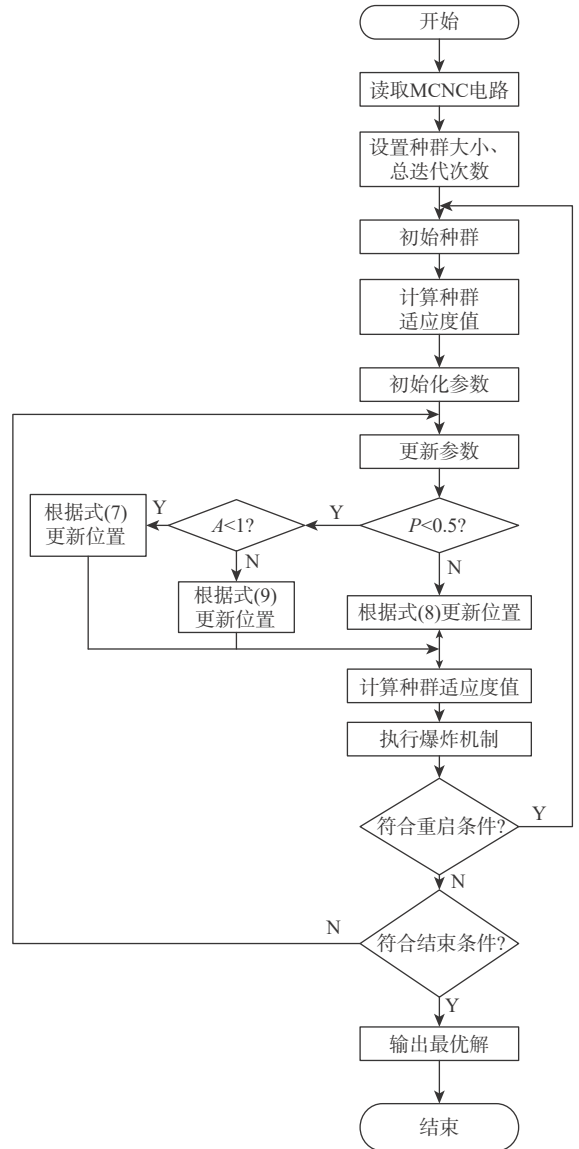 开始
读取MCNC电路
设置种群大小、
总迭代次数
初始种群
计算种群
适应度值
初始化参数
更新参数
P<0.5?
Y
A<1?
Y
根据式(7)
更新位置
N
根据式(9)
更新位置
N
根据式(8)更新位置
计算种群适应度值
执行爆炸机制
符合重启条件?
Y
N
符合结束条件?
N
Y
输出最优解
结束